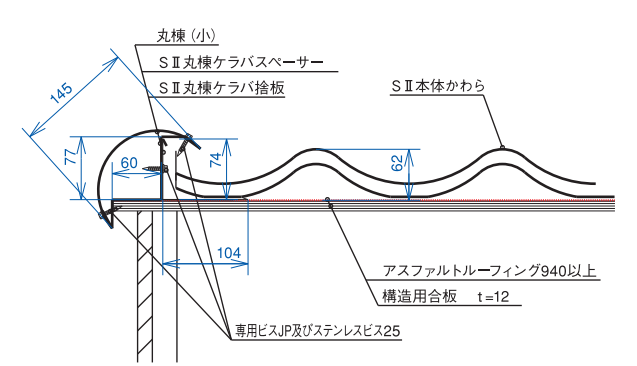 丸棟（小）
SⅡ丸棟ケラバスペーサー
SⅡ丸棟ケラバ捨板
SⅡ本体かわら
145
77
60
74
62
104
アスファルトルーフィング940以上
構造用合板　t=12
専用ビスJP及びステンレスビス25